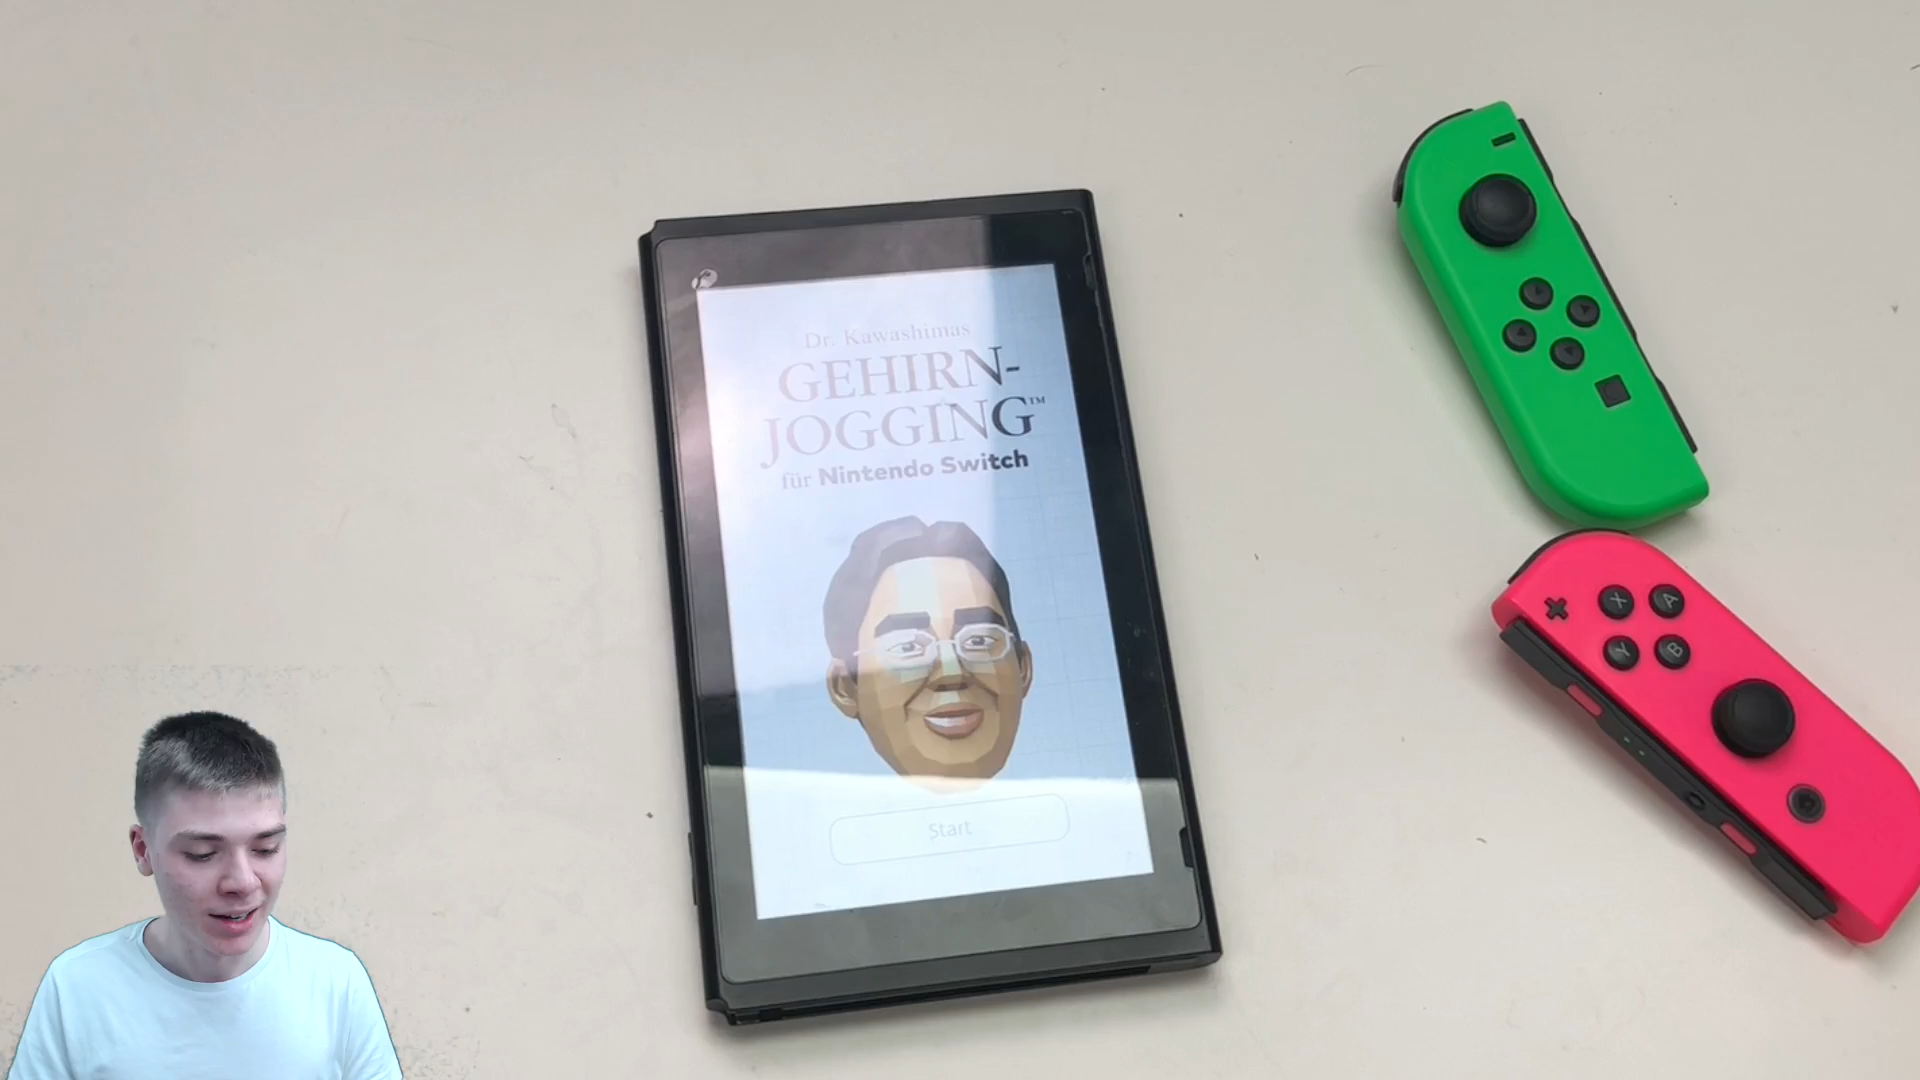 Dr. Kawashimas
GEHIRN-
JOGGING™
für Nintendo Switch
Start
X
A
Y
B